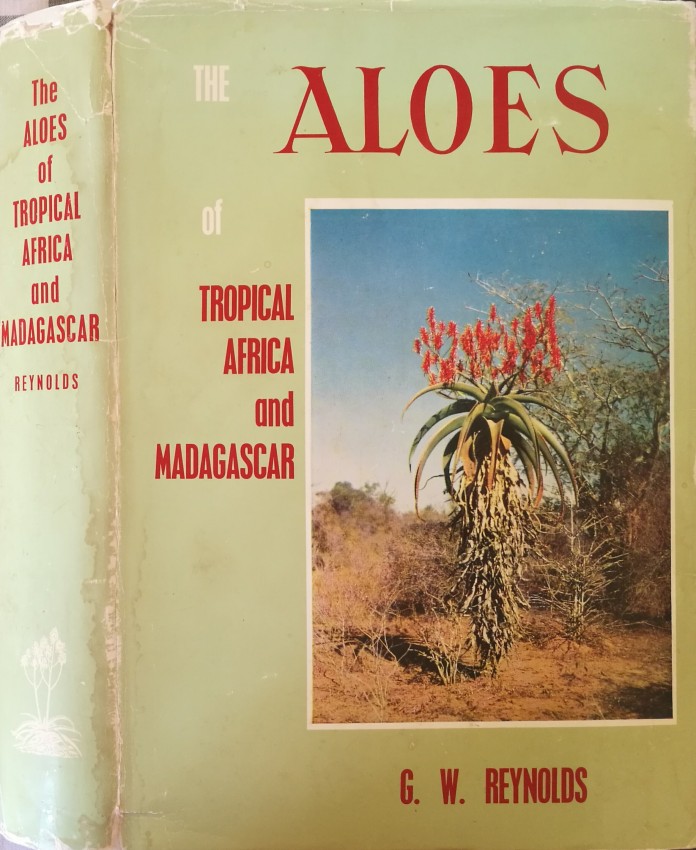 The
ALOES
of
TROPICAL
AFRICA
and
MADAGASCAR
REYNOLDS
THE ALOES
of
TROPICAL
AFRICA
and
MADAGASCAR
G. W. REYNOLDS